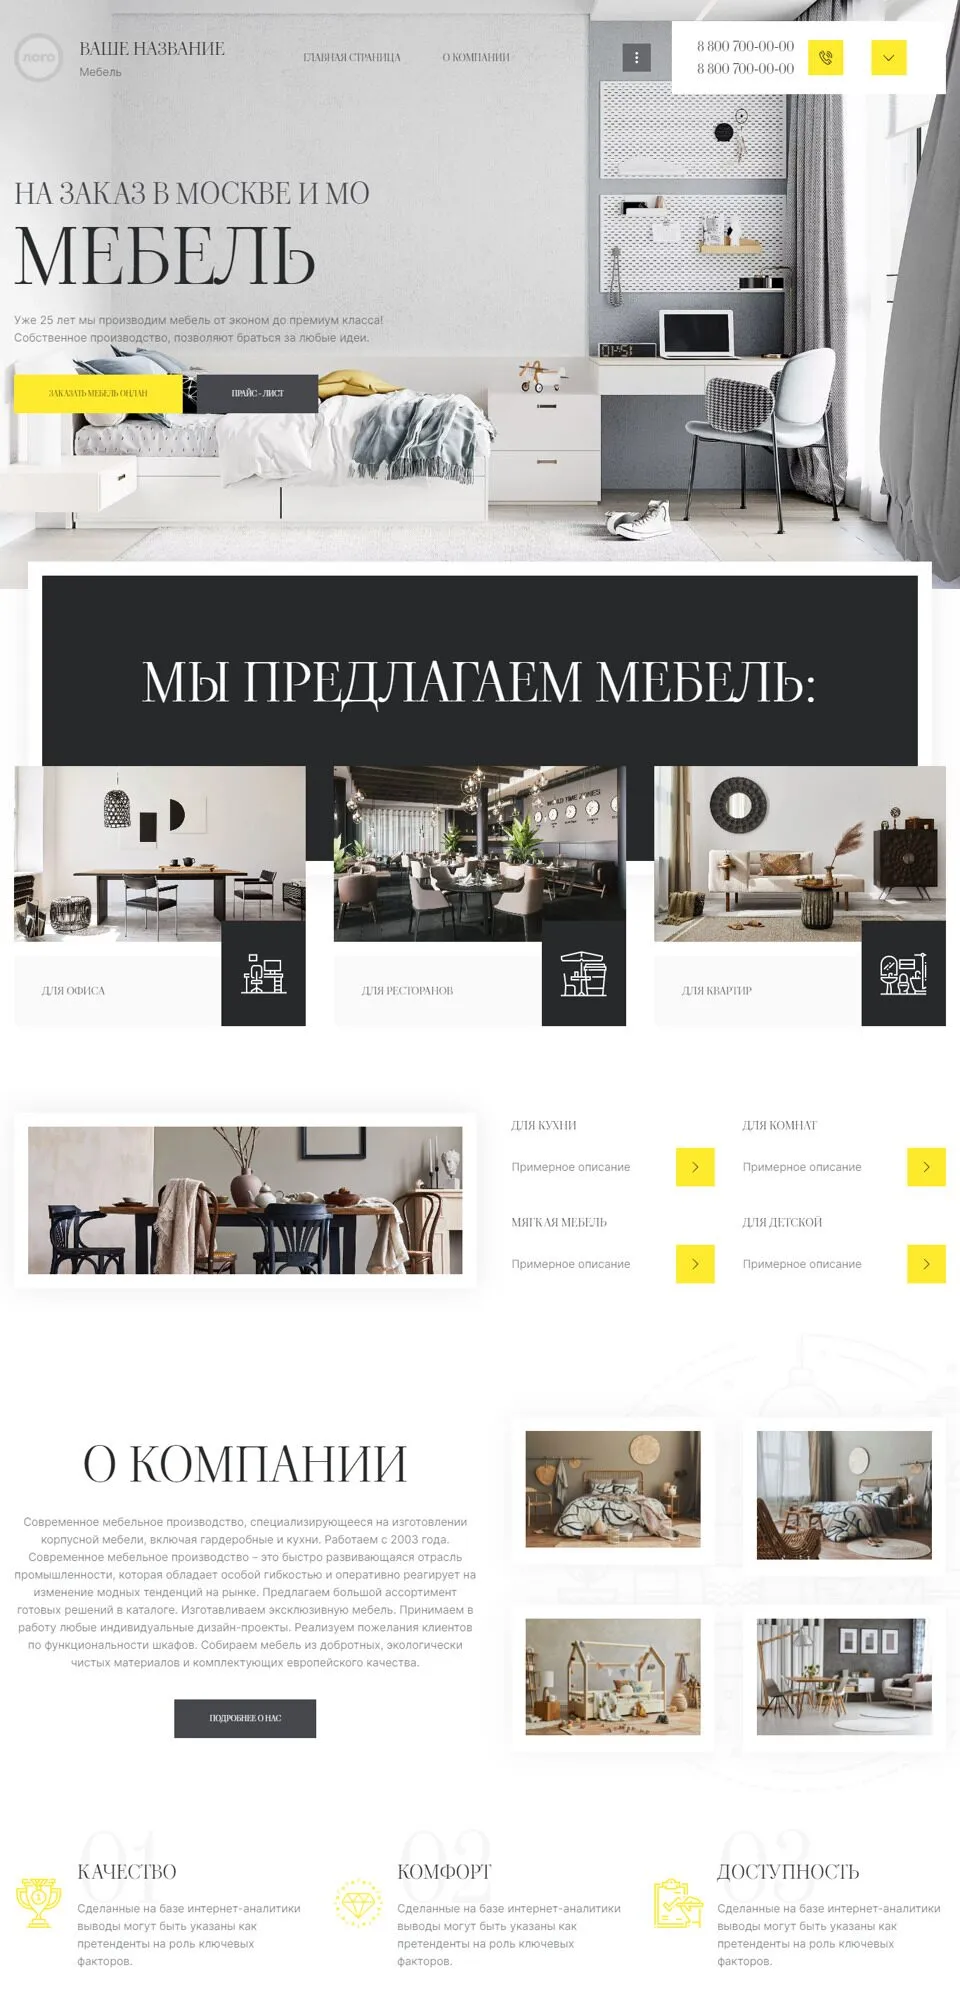 лого
ВАШЕ НАЗВАНИЕ
Мебель
ГЛАВНАЯ СТРАНИЦА
О КОМПАНИИ
8 800 700-00-00
8 800 700-00-00
НА ЗАКАЗ В МОСКВЕ И МО
МЕБЕЛЬ
Уже 25 лет мы производим мебель от эконом до премиум класса!
Собственное производство, позволяют браться за любые идеи.
ЗАКАЗАТЬ МЕБЕЛЬ ОНЛАН
ПРАЙС - ЛИСТ
01:51
МЫ ПРЕДЛАГАЕМ МЕБЕЛЬ:
WORLD TIME ZONES
ДЛЯ ОФИСА
ДЛЯ РЕСТОРАНОВ
ДЛЯ КВАРТИР
ДЛЯ КУХНИ
ДЛЯ КОМНАТ
Примерное описание
Примерное описание
МЯГКАЯ МЕБЕЛЬ
ДЛЯ ДЕТСКОЙ
Примерное описание
Примерное описание
О КОМПАНИИ
Современное мебельное производство, специализирующееся на изготовлении
корпусной мебели, включая гардеробные и кухни. Работаем с 2003 года.
Современное мебельное производство – это быстро развивающаяся отрасль
промышленности, которая обладает особой гибкостью и оперативно реагирует на
изменение модных тенденций на рынке. Предлагаем большой ассортимент
готовых решений в каталоге. Изготавливаем эксклюзивную мебель. Принимаем в
работу любые индивидуальные дизайн-проекты. Реализуем пожелания клиентов
по функциональности шкафов. Собираем мебель из добротных, экологически
чистых материалов и комплектующих европейского качества.
ПОДРОБНЕЕ О НАС
01
КАЧЕСТВО
Сделанные на базе интернет-аналитики
выводы могут быть указаны как
претенденты на роль ключевых
факторов.
02
КОМФОРТ
Сделанные на базе интернет-аналитики
выводы могут быть указаны как
претенденты на роль ключевых
факторов.
03
ДОСТУПНОСТЬ
Сделанные на базе интернет-аналитики
выводы могут быть указаны как
претенденты на роль ключевых
факторов.